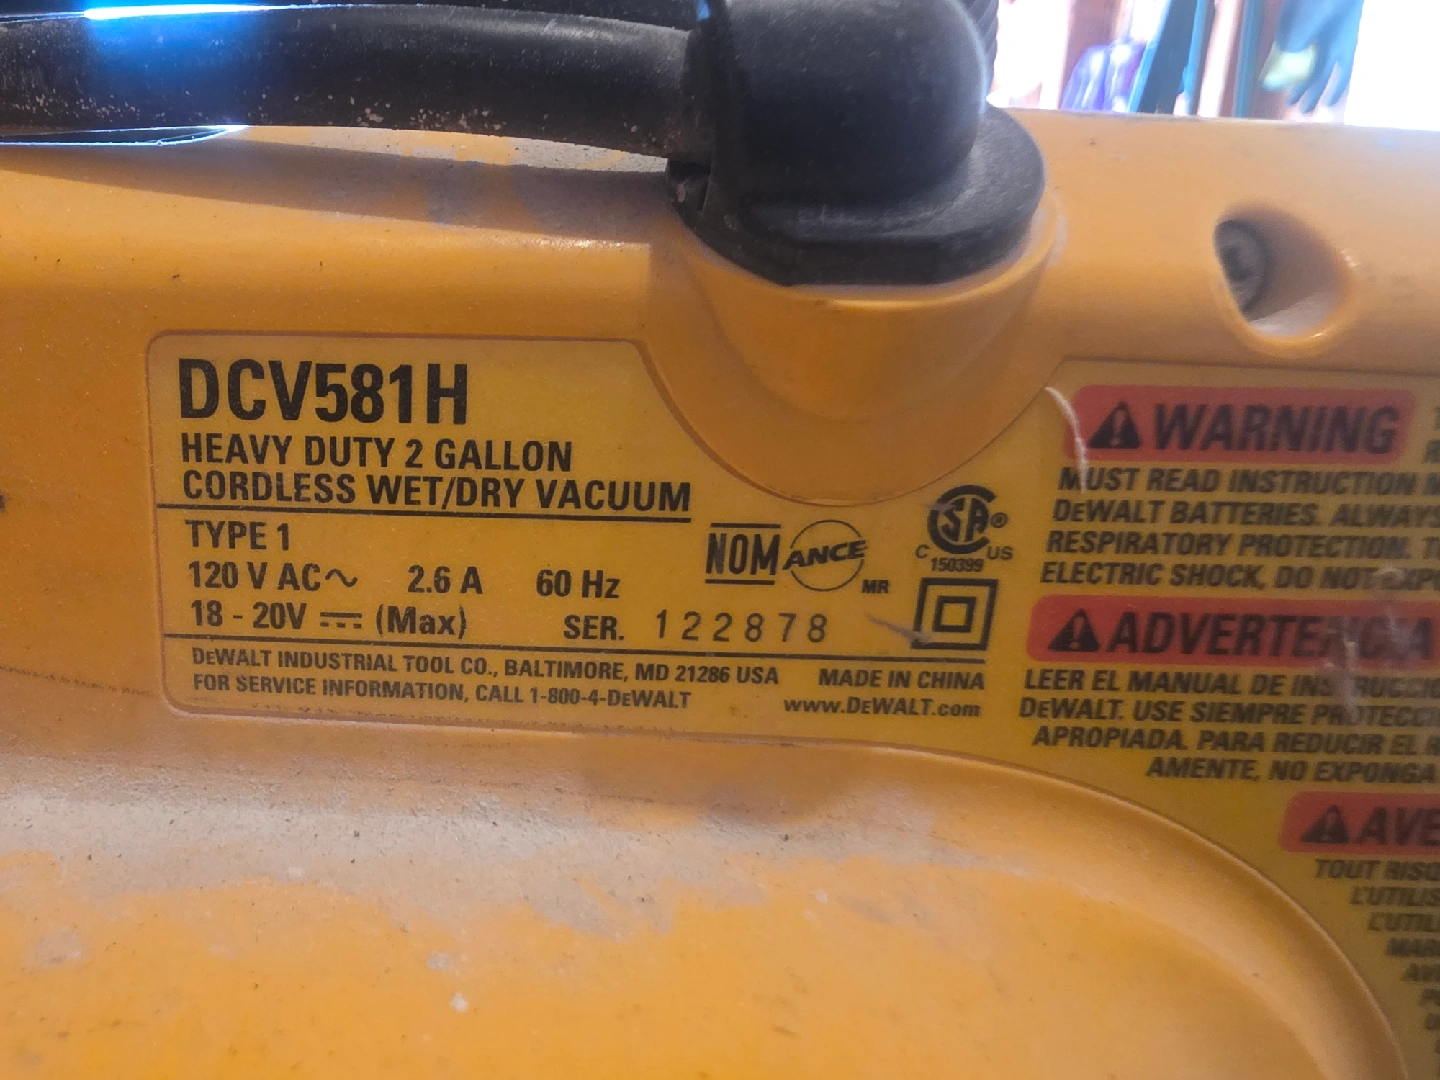 DCV581H
HEAVY DUTY 2 GALLON
CORDLESS WET/DRY VACUUM
TYPE 1
120 V AC∼ 2.6 A 60 Hz
18 - 20V ⎓ (Max) SER. 122878
DEWALT INDUSTRIAL TOOL CO., BALTIMORE, MD 21286 USA MADE IN CHINA
FOR SERVICE INFORMATION, CALL 1-800-4-DEWALT www.DEWALT.com
NOM ANCE MR
SA®
C US
150399
WARNING
MUST READ INSTRUCTION
DEWALT BATTERIES. ALWAYS
RESPIRATORY PROTECTION.
ELECTRIC SHOCK, DO NOT
ADVERTENCIA
LEER EL MANUAL DE
DEWALT. USE SIEMPRE
APROPIADA. PARA REDUCIR EL
AMENTE, NO EXPONGA
AVE
TOUT